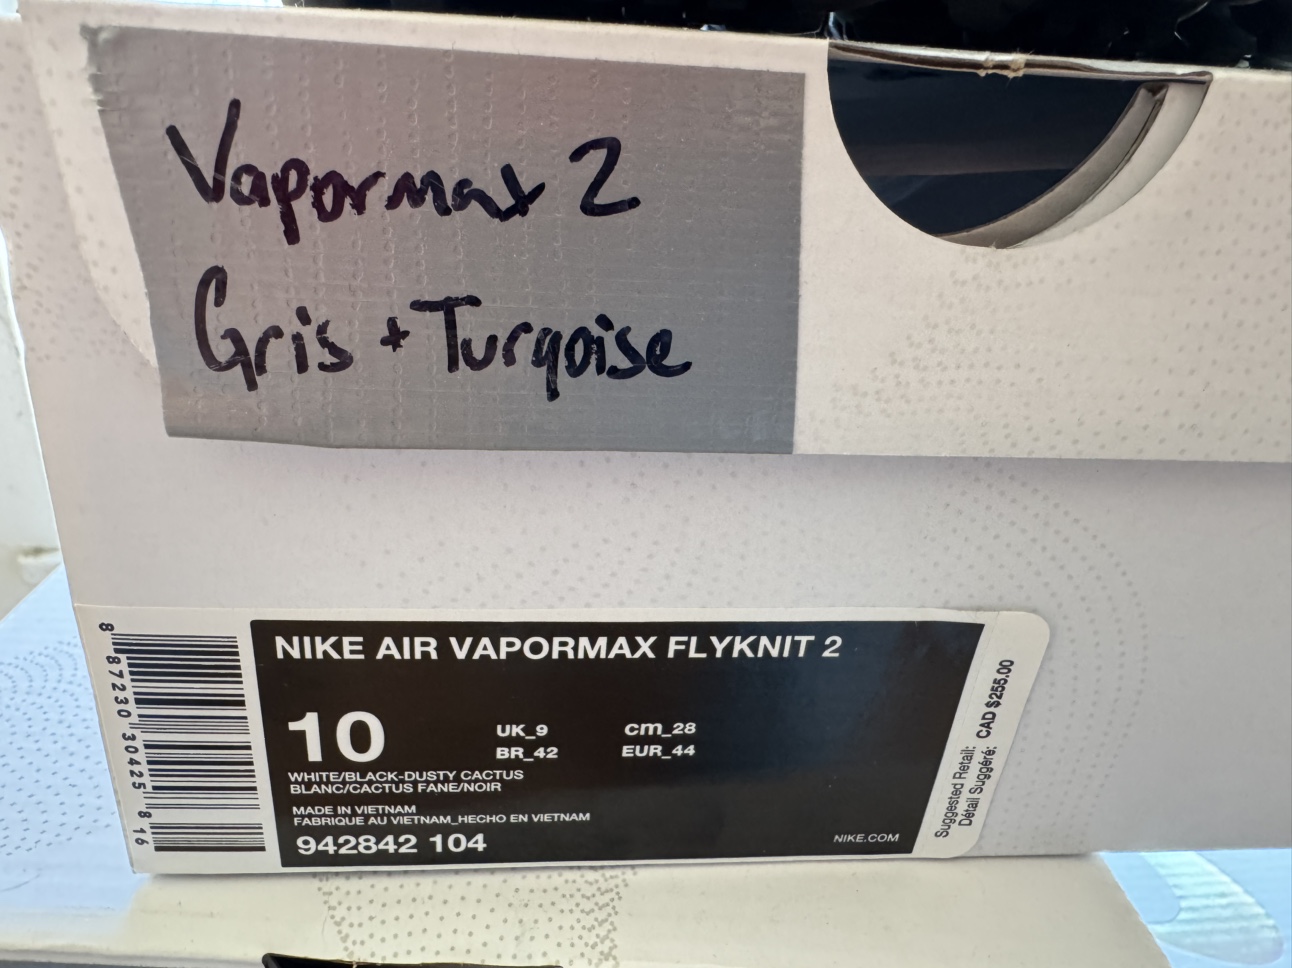 Vapormax 2
Gris + Turqoise
NIKE AIR VAPORMAX FLYKNIT 2
10
UK_9 cm_28
BR_42 EUR_44
WHITE/BLACK-DUSTY CACTUS
BLANC/CACTUS FANE/NOIR
MADE IN VIETNAM
FABRIQUE AU VIETNAM_HECHO EN VIETNAM
942842 104
NIKE.COM
Suggested Retail:
Détail Suggéré: CAD $255.00
8 87230 30425 816